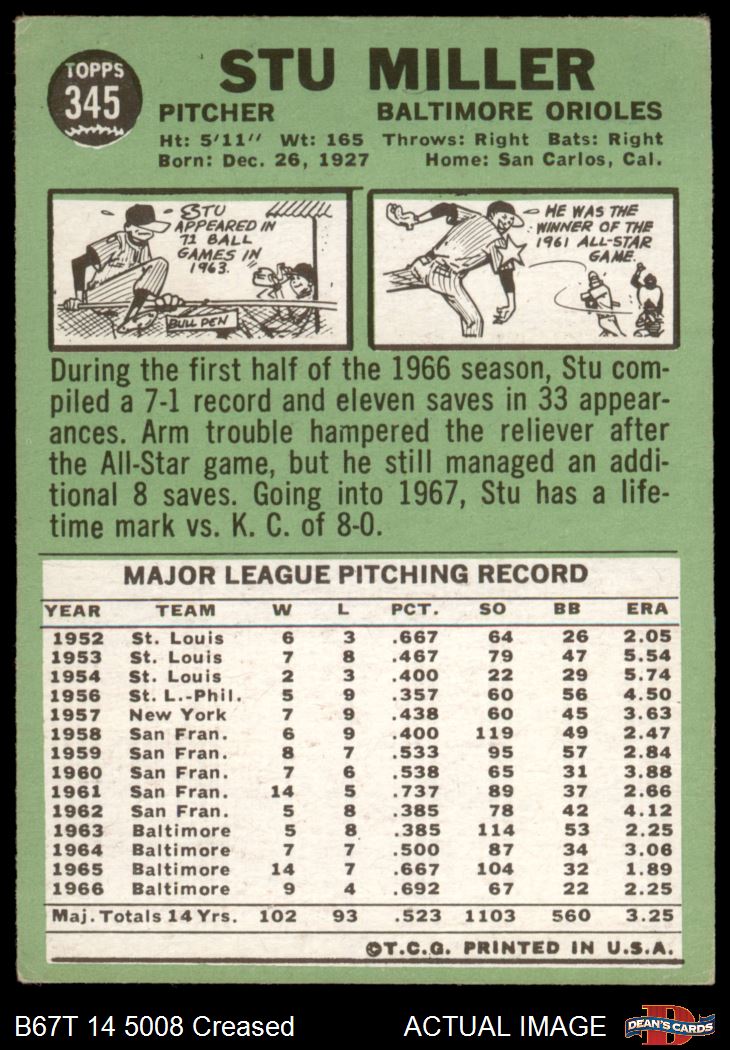 TOPPS
345
STU MILLER
PITCHER BALTIMORE ORIOLES
Ht: 5'11" Wt: 165 Throws: Right Bats: Right
Born: Dec. 26, 1927 Home: San Carlos, Cal.
STU
APPEARED IN
71 BALL
GAMES IN
1963.
BULL PEN
HE WAS THE
WINNER OF THE
1961 ALL-STAR
GAME.
During the first half of the 1966 season, Stu com-
piled a 7-1 record and eleven saves in 33 appear-
ances. Arm trouble hampered the reliever after
the All-Star game, but he still managed an addi-
tional 8 saves. Going into 1967, Stu has a life-
time mark vs. K. C. of 8-0.
MAJOR LEAGUE PITCHING RECORD
YEAR TEAM W L PCT. SO BB ERA
1952 St. Louis 6 3 .667 64 26 2.05
1953 St. Louis 7 8 .467 79 47 5.54
1954 St. Louis 2 3 .400 22 29 5.74
1956 St. L.-Phil. 5 9 .357 60 56 4.50
1957 New York 7 9 .438 60 45 3.63
1958 San Fran. 6 9 .400 119 49 2.47
1959 San Fran. 8 7 .533 95 57 2.84
1960 San Fran. 7 6 .538 65 31 3.88
1961 San Fran. 14 5 .737 89 37 2.66
1962 San Fran. 5 8 .385 78 42 4.12
1963 Baltimore 5 8 .385 114 53 2.25
1964 Baltimore 7 7 .500 87 34 3.06
1965 Baltimore 14 7 .667 104 32 1.89
1966 Baltimore 9 4 .692 67 22 2.25
Maj. Totals 14 Yrs. 102 93 .523 1103 560 3.25
©T.C.G. PRINTED IN U.S.A.
B67T 14 5008 Creased ACTUAL IMAGE DEAN'S CARDS